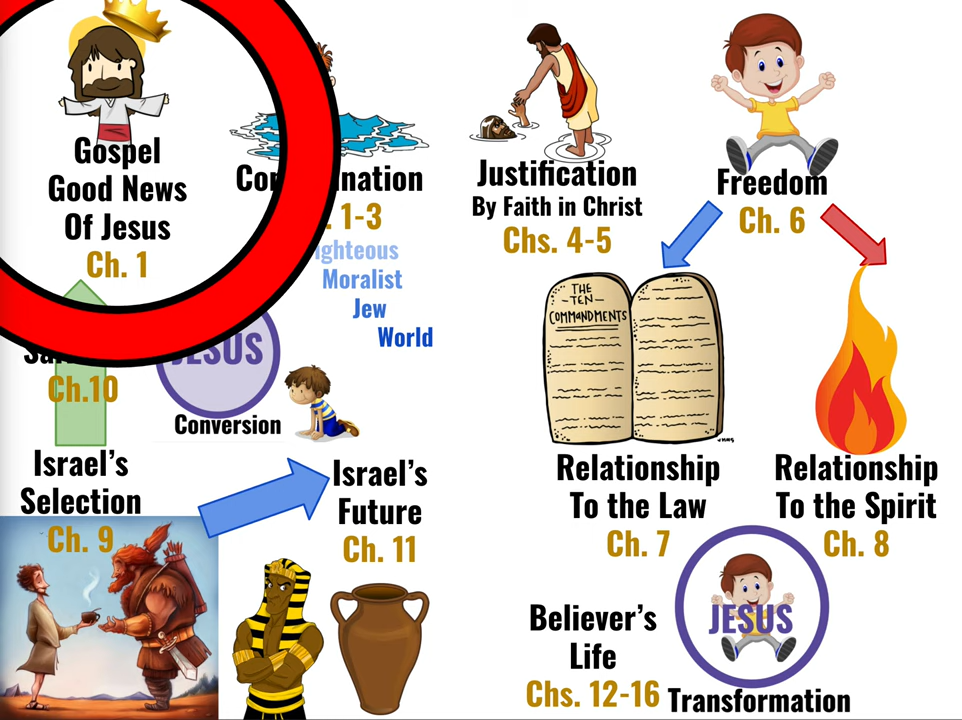 Gospel
Good News
Of Jesus
Ch. 1
1-3
Moralist
Jew
World
Justification
By Faith in Christ
Chs. 4-5
Freedom
Ch. 6
THE
-TEN-
COMMANDMENTS
Ch.10
JESUS
Conversion
Israel's
Selection
Ch. 9
Israel's
Future
Ch. 11
Relationship
To the Law
Ch. 7
Relationship
To the Spirit
Ch. 8
Believer's
Life
Chs. 12-16
JESUS
Transformation